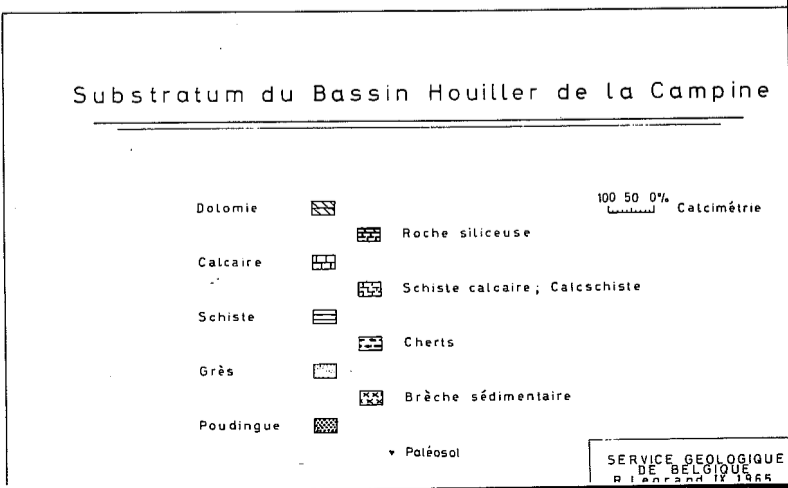 Substratum du Bassin Houiller de la Campine
Dolomie
100 50 0% Calcimétrie
Roche siliceuse
Calcaire
Schiste calcaire; Calcschiste
Schiste
Cherts
Grès
Brèche sédimentaire
Poudingue
Paléosol
SERVICE GEOLOGIQUE
DE BELGIQUE
R Legrand IX 1965